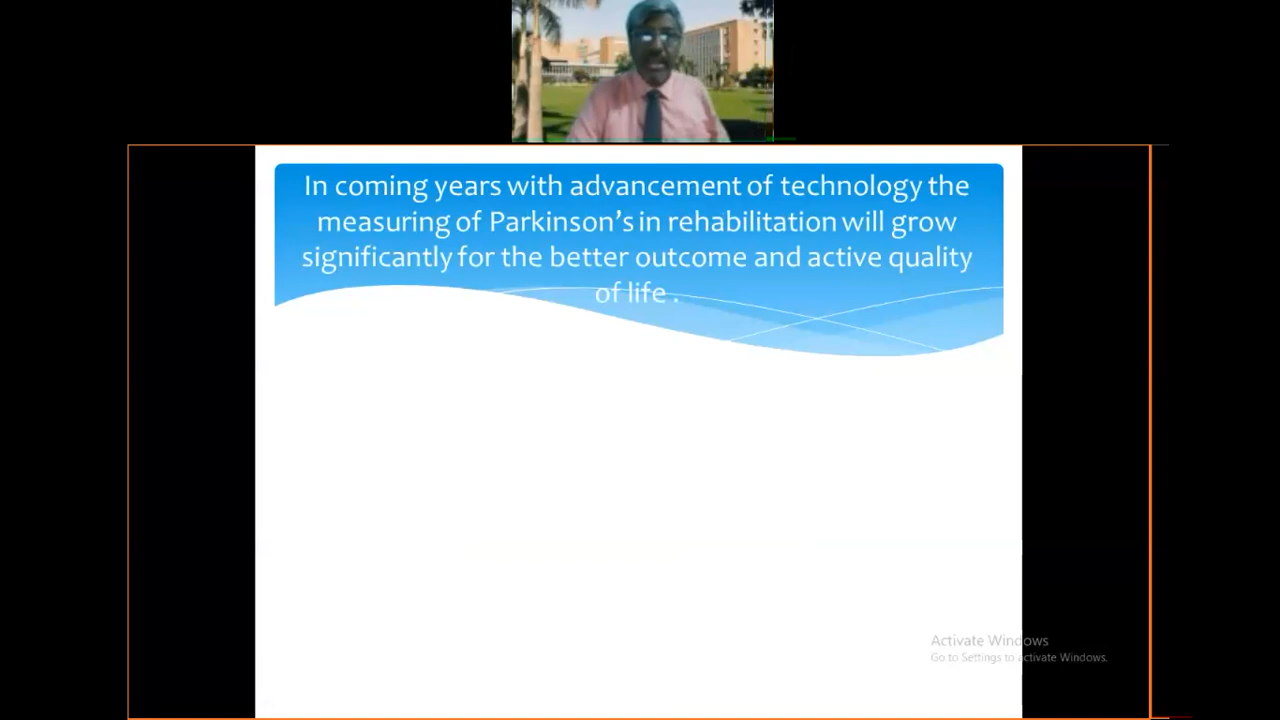 In coming years with advancement of technology the
measuring of Parkinson's in rehabilitation will grow
significantly for the better outcome and active quality
of life .
Activate Windows
Go to Settings to activate Windows.